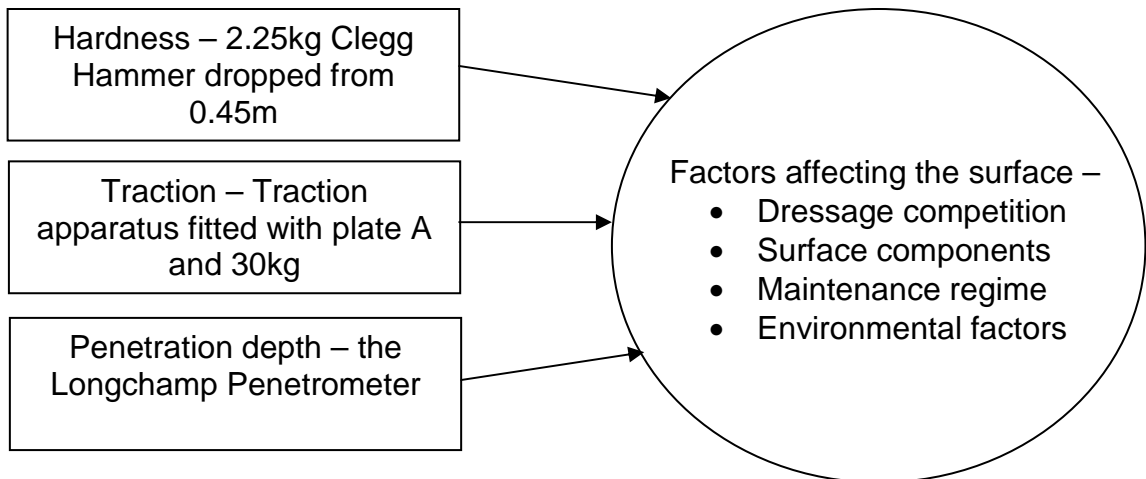 Hardness – 2.25kg Clegg
Hammer dropped from
0.45m
Traction – Traction
apparatus fitted with plate A
and 30kg
Penetration depth – the
Longchamp Penetrometer
Factors affecting the surface –
• Dressage competition
• Surface components
• Maintenance regime
• Environmental factors